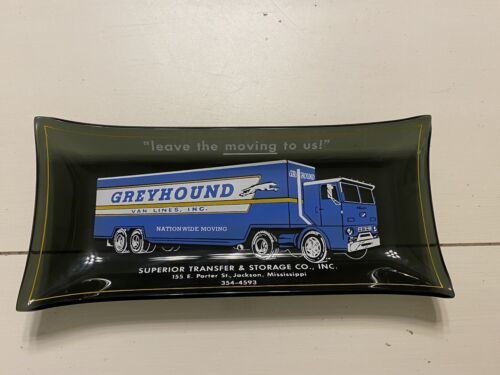 "leave the moving to us!"
GREYHOUND
VAN LINES, INC.
NATIONWIDE MOVING
SUPERIOR TRANSFER & STORAGE CO., INC.
155 E. Porter St., Jackson, Mississippi
354-4593